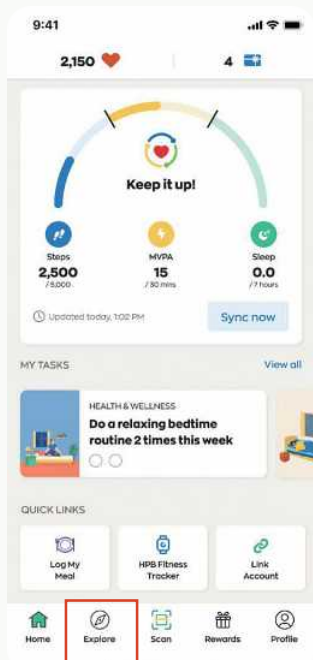 9:41
2,150
4
Keep it up!
Steps
2,500
/5,000
MVPA
15
/30 mins
Sleep
0.0
/7 hours
Updated today, 1:02 PM
Sync now
MY TASKS
View all
HEALTH & WELLNESS
Do a relaxing bedtime
routine 2 times this week
QUICK LINKS
Log My
Meal
HPB Fitness
Tracker
Link
Account
Home
Explore
Scan
Rewards
Profile